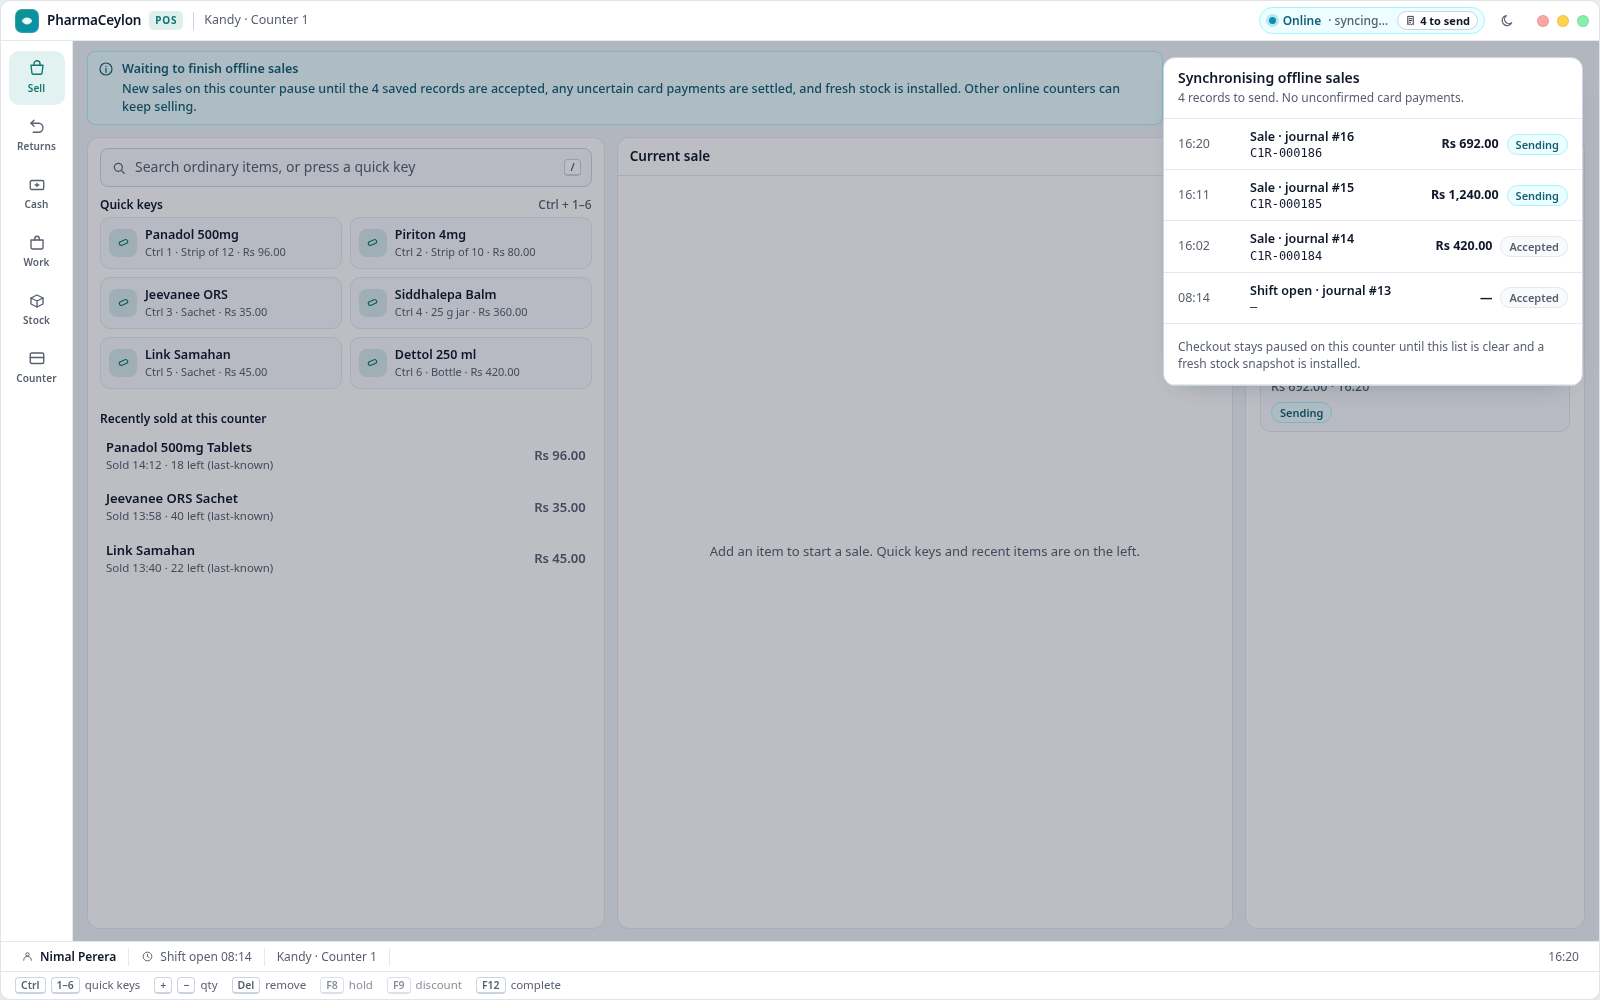 PharmaCeylon POS Kandy · Counter 1
Online · syncing... 4 to send
Sell
Returns
Cash
Work
Stock
Counter
Waiting to finish offline sales
New sales on this counter pause until the 4 saved records are accepted, any uncertain card payments are settled, and fresh stock is installed. Other online counters can
keep selling.
Search ordinary items, or press a quick key /
Quick keys Ctrl + 1–6
Panadol 500mg
Ctrl 1 · Strip of 12 · Rs 96.00
Piriton 4mg
Ctrl 2 · Strip of 10 · Rs 80.00
Jeevanee ORS
Ctrl 3 · Sachet · Rs 35.00
Siddhalepa Balm
Ctrl 4 · 25 g jar · Rs 360.00
Link Samahan
Ctrl 5 · Sachet · Rs 45.00
Dettol 250 ml
Ctrl 6 · Bottle · Rs 420.00
Recently sold at this counter
Panadol 500mg Tablets
Sold 14:12 · 18 left (last-known)
Rs 96.00
Jeevanee ORS Sachet
Sold 13:58 · 40 left (last-known)
Rs 35.00
Link Samahan
Sold 13:40 · 22 left (last-known)
Rs 45.00
Current sale
Add an item to start a sale. Quick keys and recent items are on the left.
Synchronising offline sales
4 records to send. No unconfirmed card payments.
16:20 Sale · journal #16 Rs 692.00 Sending
C1R-000186
16:11 Sale · journal #15 Rs 1,240.00 Sending
C1R-000185
16:02 Sale · journal #14 Rs 420.00 Accepted
C1R-000184
08:14 Shift open · journal #13 — Accepted
—
Checkout stays paused on this counter until this list is clear and a
fresh stock snapshot is installed.
Rs 692.00 · 16:20
Sending
Nimal Perera Shift open 08:14 Kandy · Counter 1 16:20
Ctrl 1–6 quick keys + − qty Del remove F8 hold F9 discount F12 complete